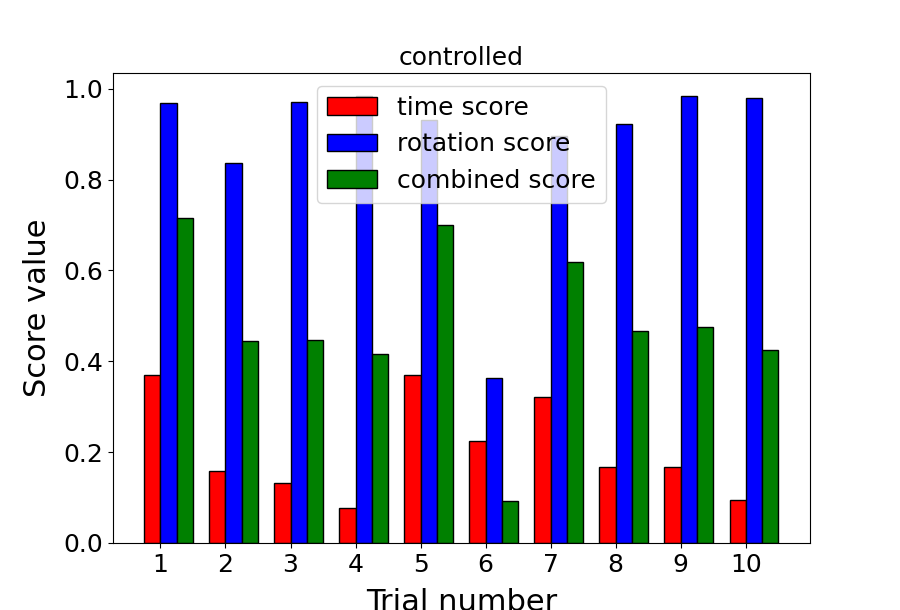 controlled
1.0
0.8
0.6
0.4
0.2
0.0
Score value
time score
rotation score
combined score
1 2 3 4 5 6 7 8 9 10
Trial number